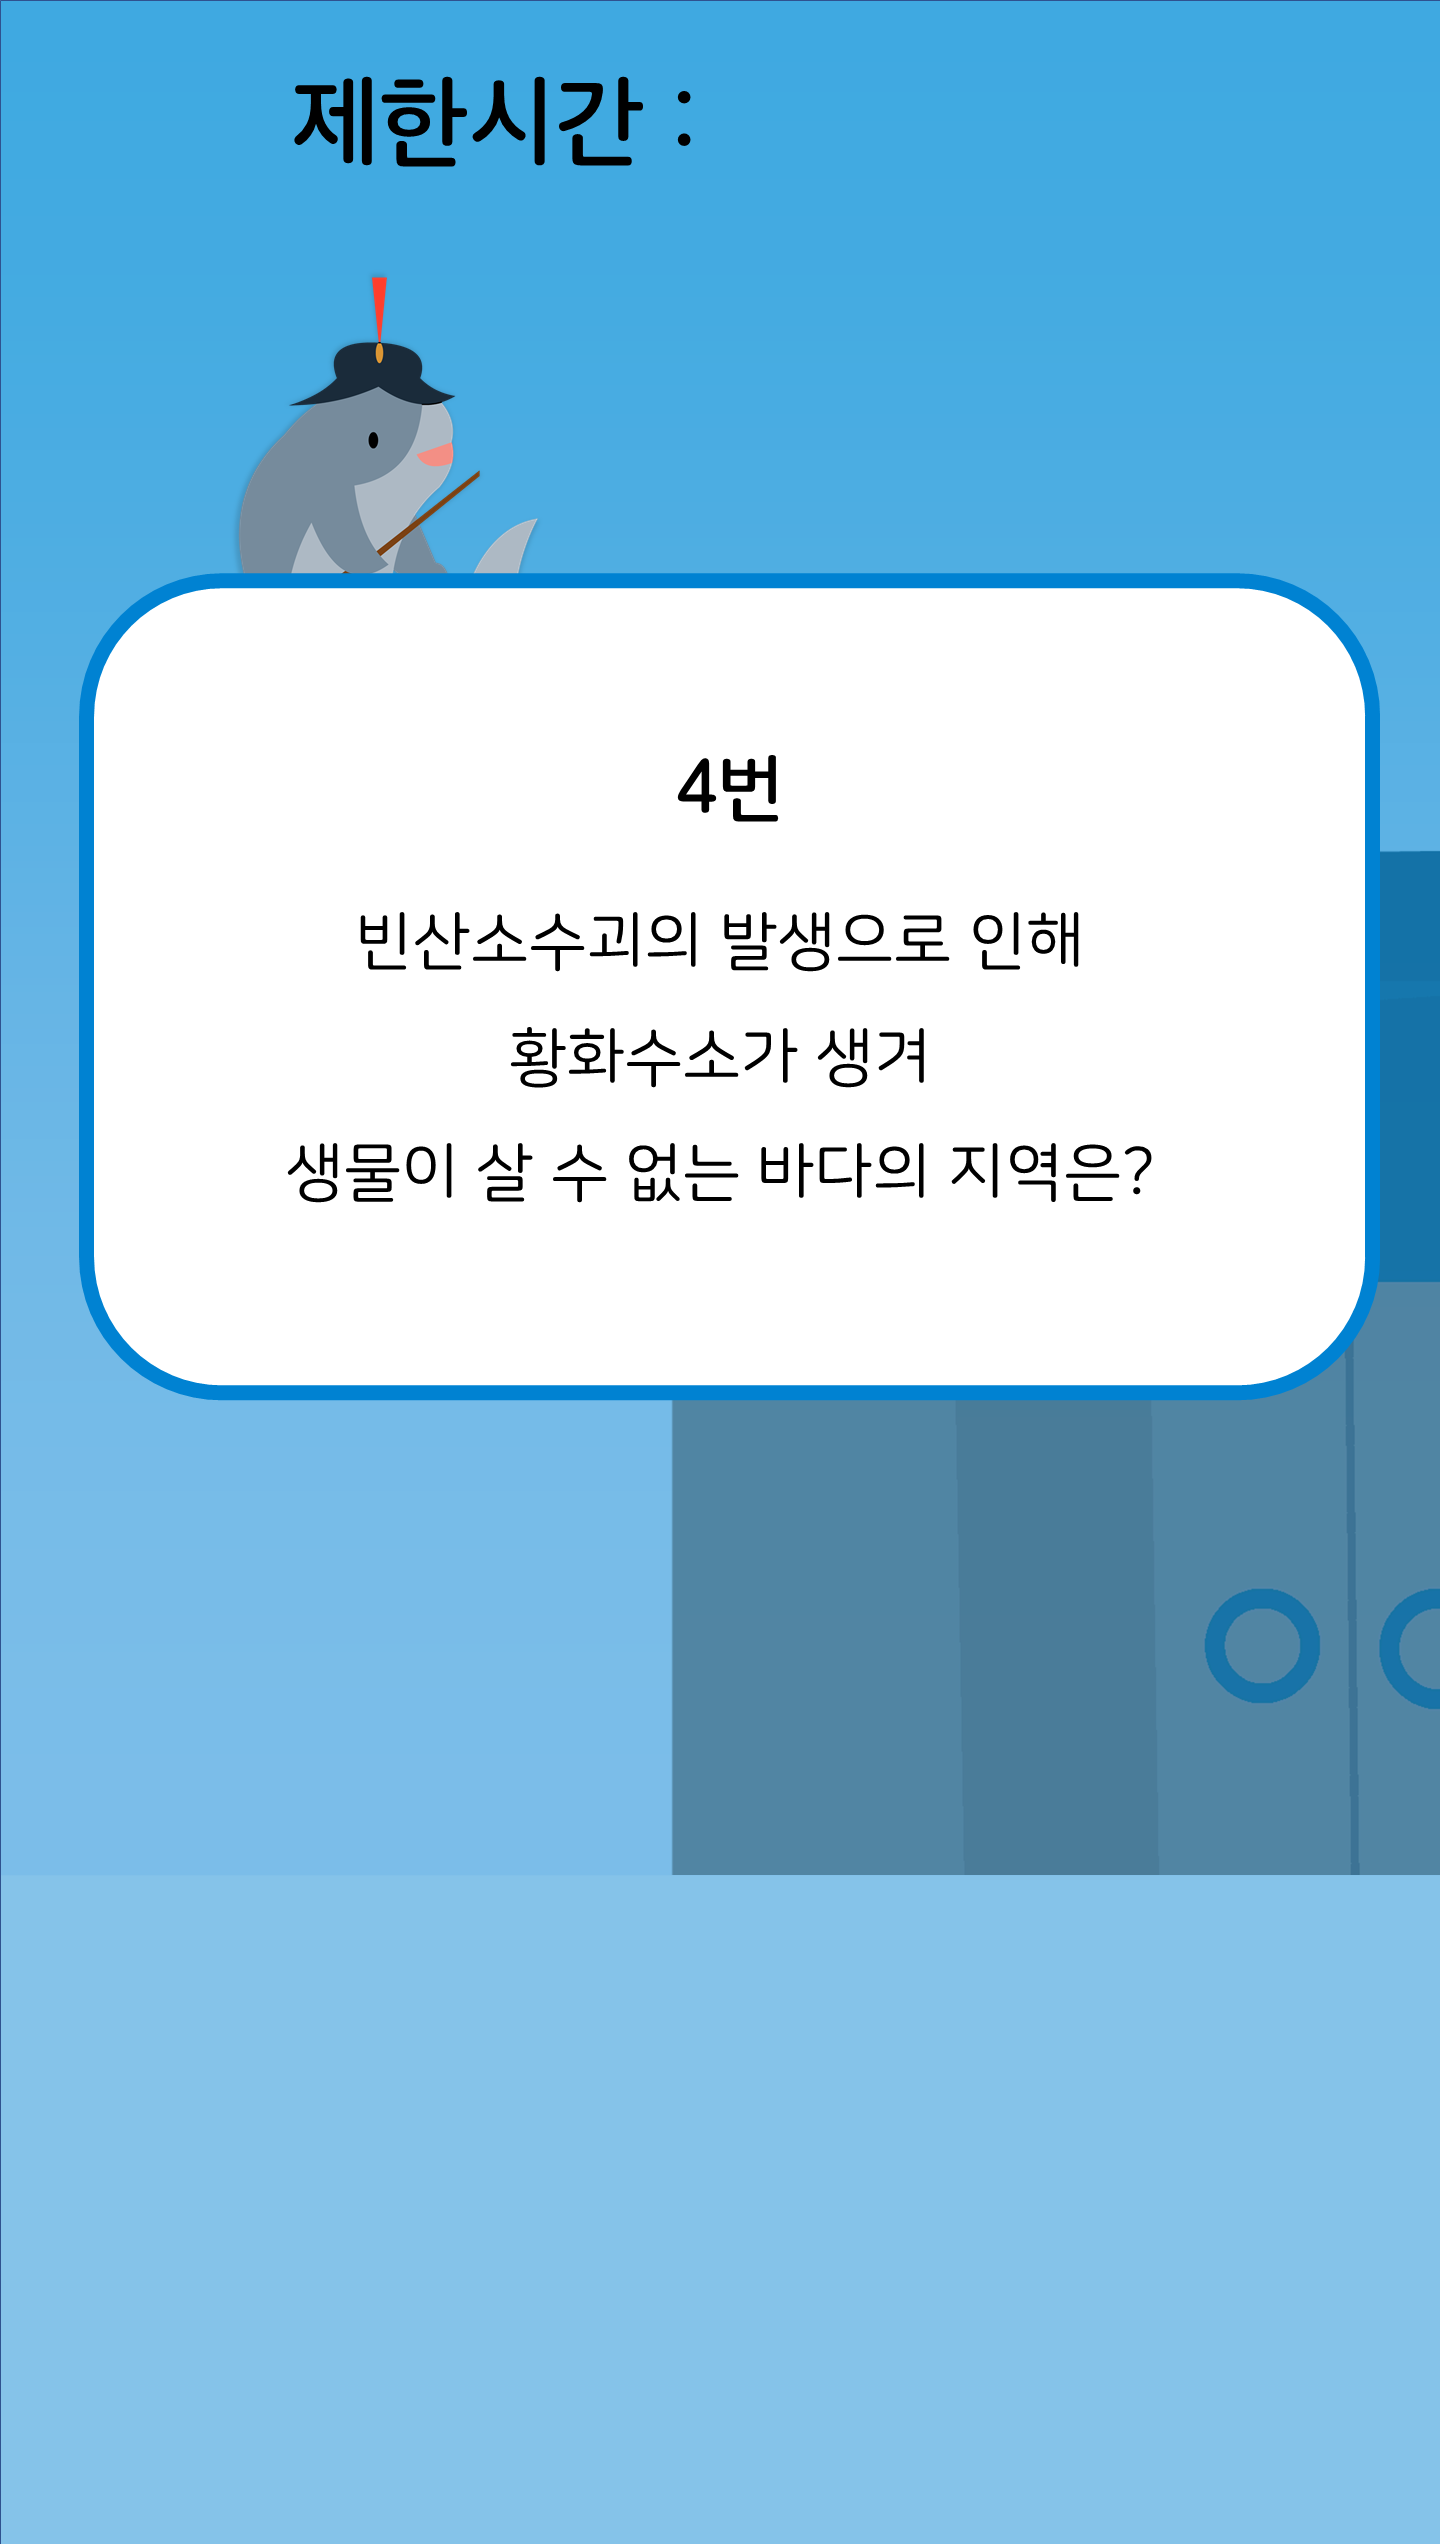 제한시간 :
4번
빈산소수괴의 발생으로 인해
황화수소가 생겨
생물이 살 수 없는 바다의 지역은?